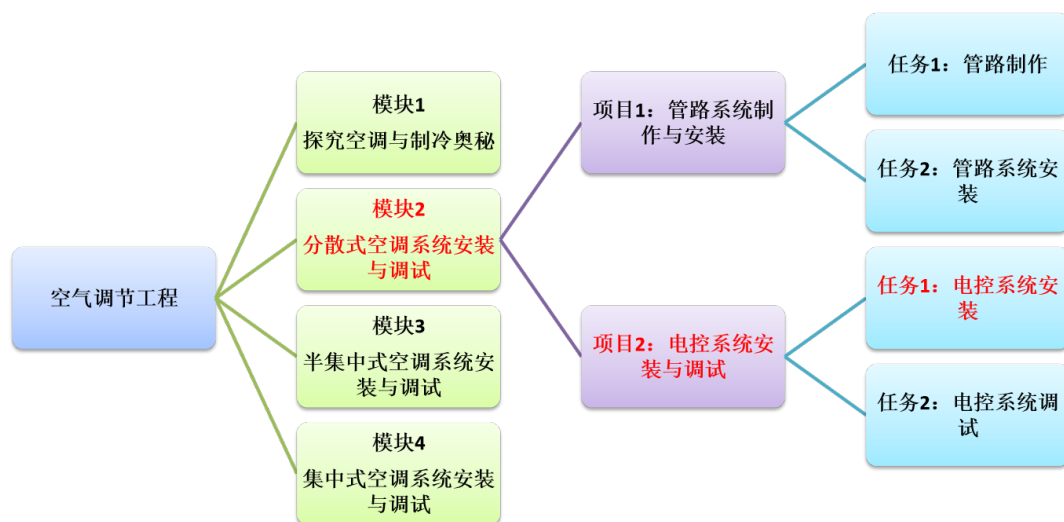 空气调节工程
模块1
探究空调与制冷奥秘
模块2
分散式空调系统安装
与调试
模块3
半集中式空调系统安
装与调试
模块4
集中式空调系统安装
与调试
项目1：管路系统制
作与安装
项目2：电控系统安
装与调试
任务1：管路制作
任务2：管路系统安
装
任务1：电控系统安
装
任务2：电控系统调
试